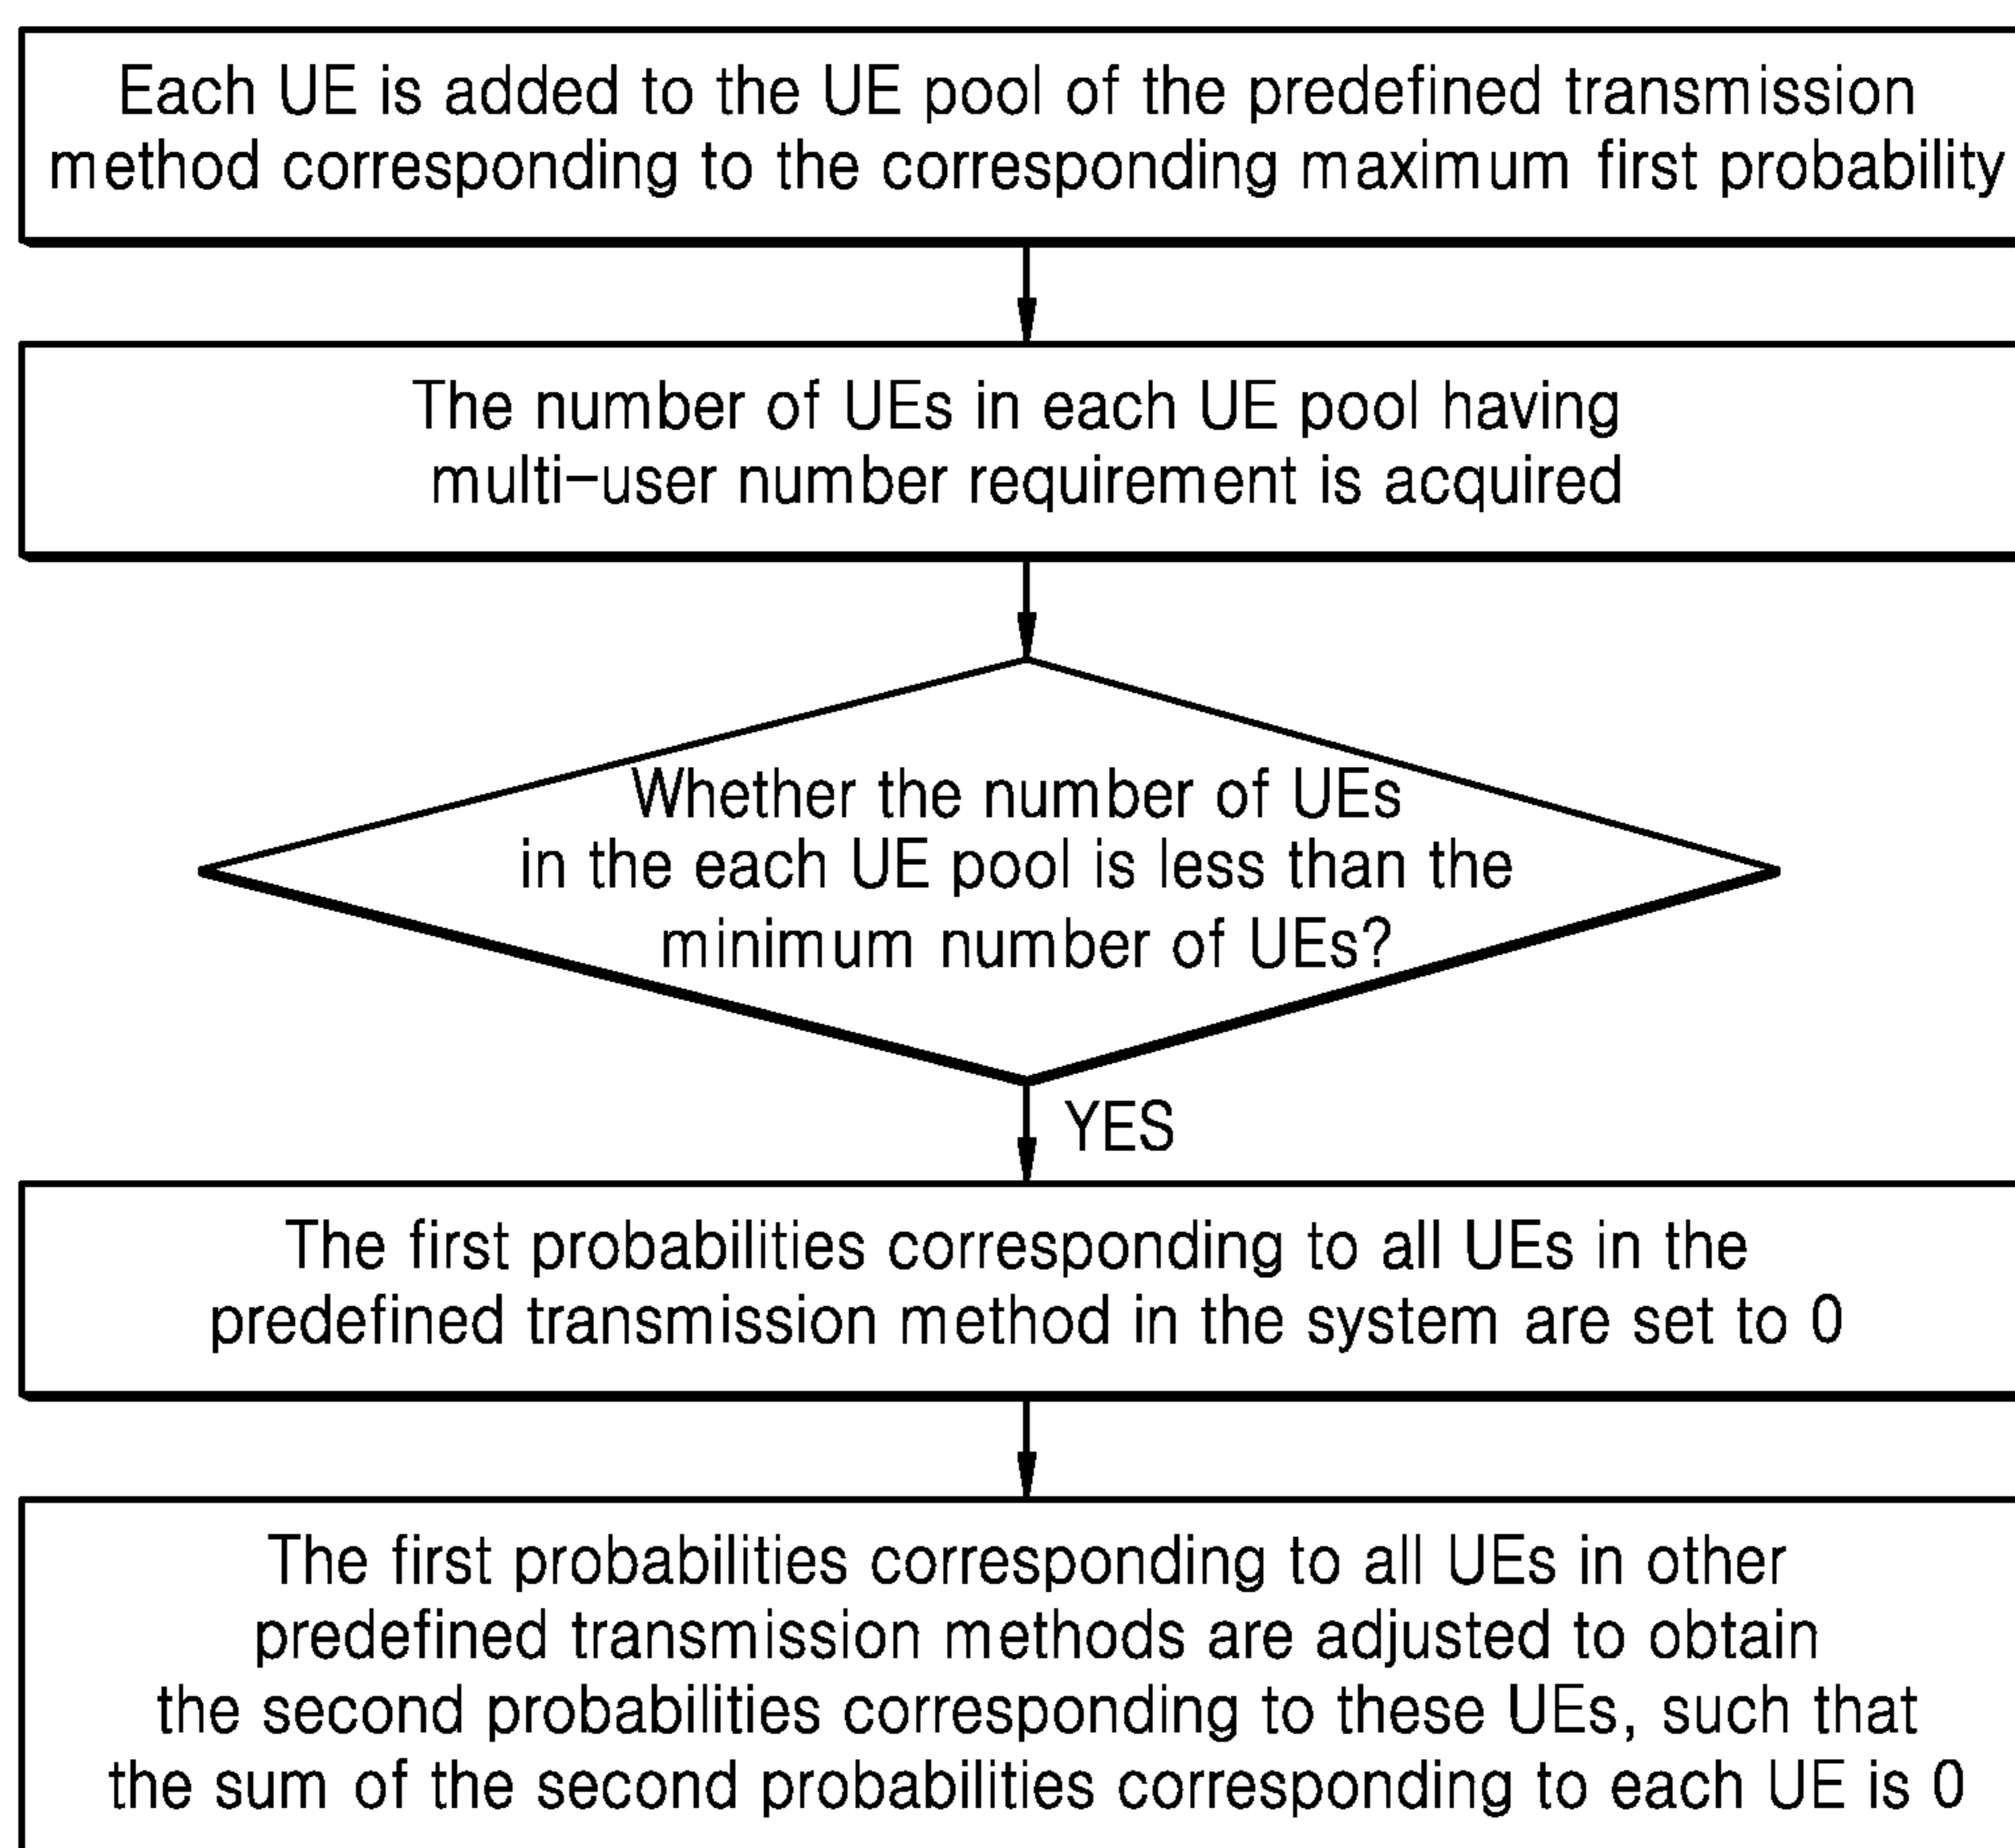 Each UE is added to the UE pool of the predefined transmission
method corresponding to the corresponding maximum first probability
The number of UEs in each UE pool having
multi-user number requirement is acquired
Whether the number of UEs
in the each UE pool is less than the
minimum number of UEs?
YES
The first probabilities corresponding to all UEs in the
predefined transmission method in the system are set to 0
The first probabilities corresponding to all UEs in other
predefined transmission methods are adjusted to obtain
the second probabilities corresponding to these UEs, such that
the sum of the second probabilities corresponding to each UE is 0